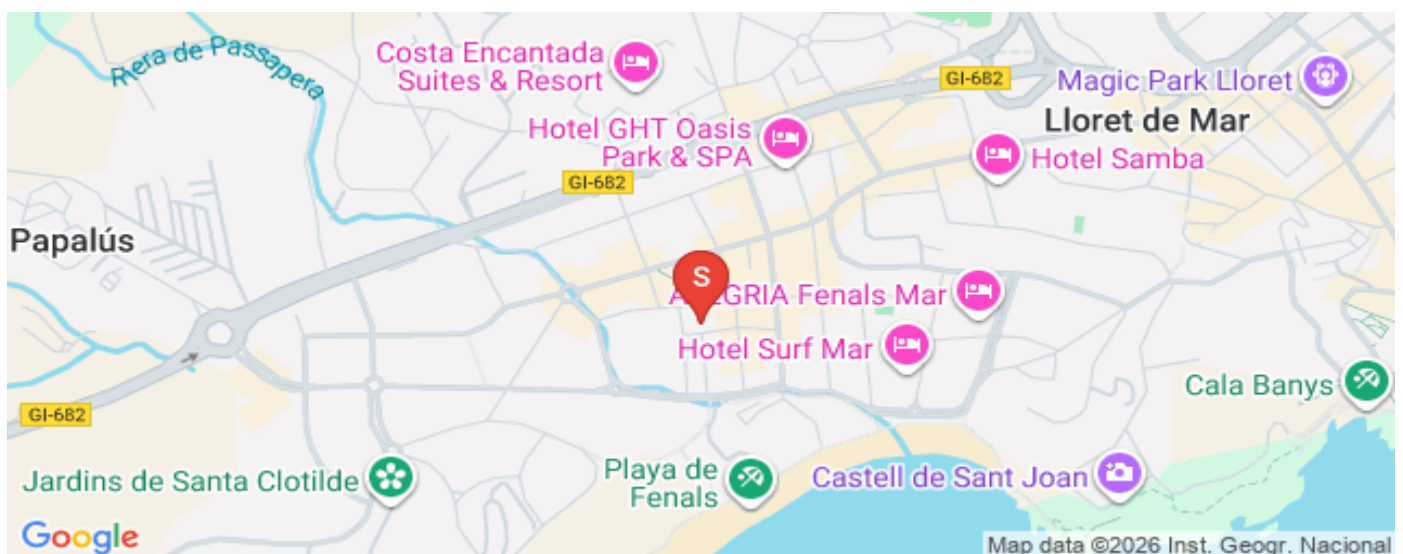 Riera de Passapera
Costa Encantada
Suites & Resort
GI-682
Magic Park Lloret
Lloret de Mar
Hotel GHT Oasis
Park & SPA
Hotel Samba
GI-682
Papalús
S
Fenals Mar
Hotel Surf Mar
Cala Banys
GI-682
Jardins de Santa Clotilde
Playa de
Fenals
Castell de Sant Joan
Google
Map data ©2026 Inst. Geogr. Nacional